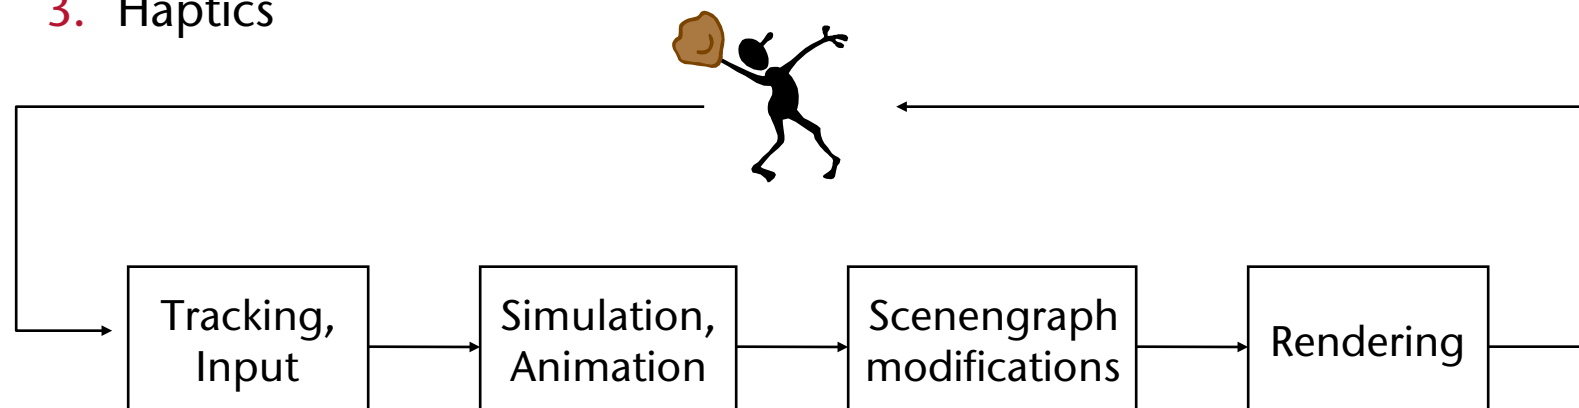 3. Haptics
Tracking,
Input
Simulation,
Animation
Scenengraph
modifications
Rendering